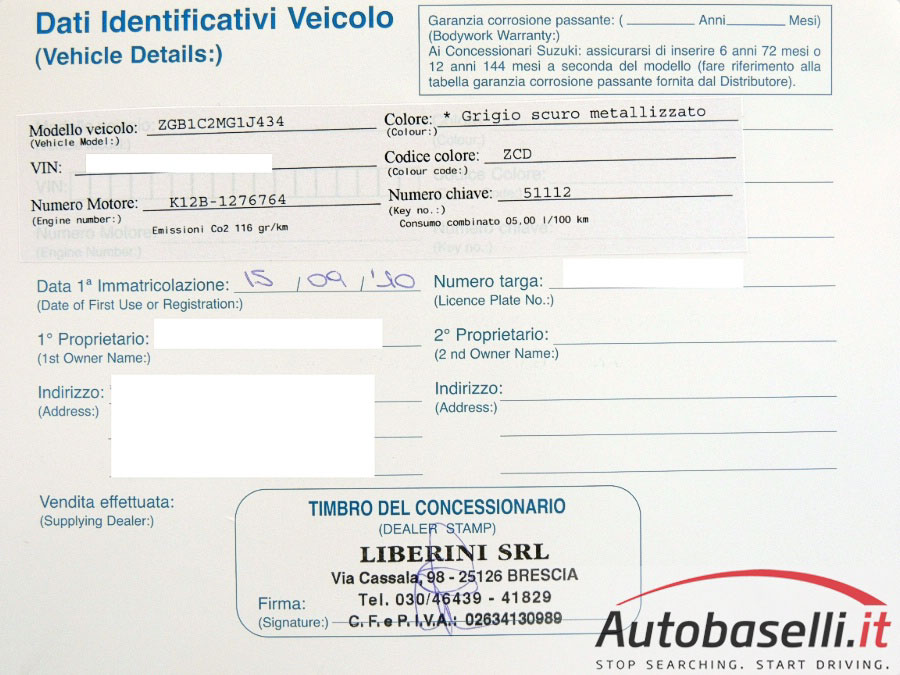 Dati Identificativi Veicolo
(Vehicle Details:)
Garanzia corrosione passante: ( Anni Mesi)
(Bodywork Warranty:)
Ai Concessionari Suzuki: assicurarsi di inserire 6 anni 72 mesi o
12 anni 144 mesi a seconda del modello (fare riferimento alla
tabella garanzia corrosione passante fornita dal Distributore).
Modello veicolo: ZGB1C2MG1J434
(Vehicle Model:)
Colore: * Grigio scuro metallizzato
(Colour:)
VIN:
Codice colore: ZCD
(Colour code:)
Numero Motore: K12B-1276764
(Engine number:)
Numero chiave: 51112
(Key no.:)
Emissioni Co2 116 gr/km
Consumo combinato 05,00 l/100 km
(Key no.:)
Data 1ª Immatricolazione: 15 / 09 / '10
(Date of First Use or Registration:)
Numero targa:
(Licence Plate No.:)
1° Proprietario:
(1st Owner Name:)
2° Proprietario:
(2 nd Owner Name:)
Indirizzo:
(Address:)
Indirizzo:
(Address:)
Vendita effettuata:
(Supplying Dealer:)
TIMBRO DEL CONCESSIONARIO
(DEALER STAMP)
LIBERINI SRL
Via Cassala, 98 - 25126 BRESCIA
Tel. 030/46439 - 41829
C. F. e P. I.V.A.: 02634130989
Firma:
(Signature:)
Autobaselli.it
STOP SEARCHING. START DRIVING.